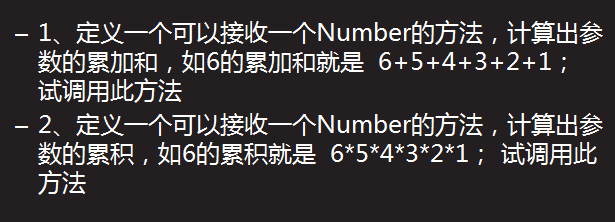 – 1、定义一个可以接收一个Number的方法，计算出参
数的累加和，如6的累加和就是 6+5+4+3+2+1；
试调用此方法
– 2、定义一个可以接收一个Number的方法，计算出参
数的累积，如6的累积就是 6*5*4*3*2*1； 试调用此
方法